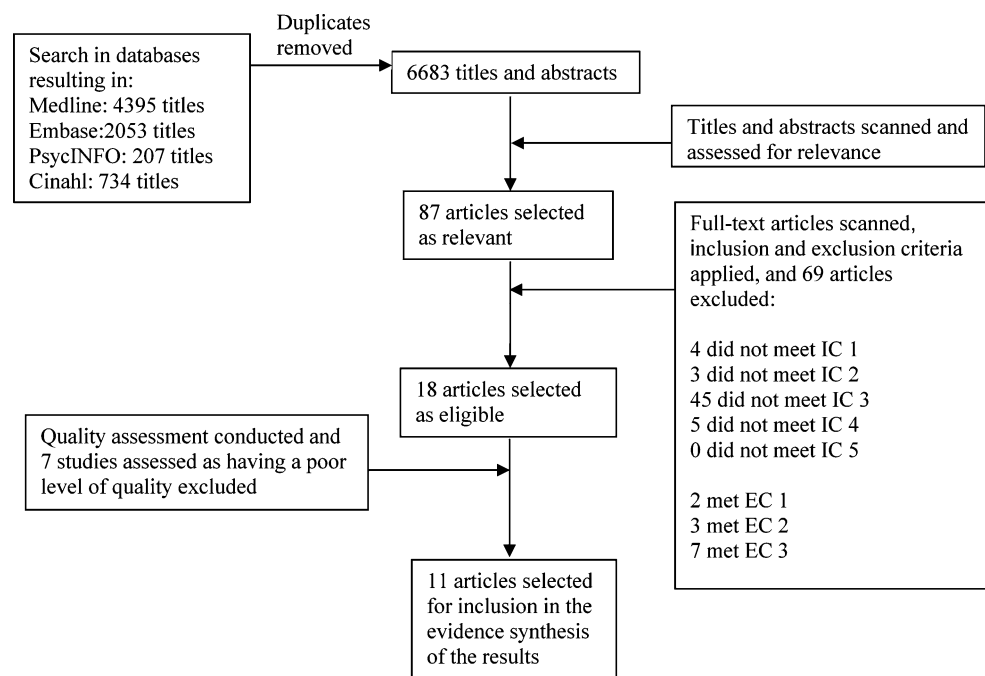 Search in databases
resulting in:
Medline: 4395 titles
Embase:2053 titles
PsycINFO: 207 titles
Cinahl: 734 titles
Duplicates
removed
6683 titles and abstracts
Titles and abstracts scanned and
assessed for relevance
87 articles selected
as relevant
Full-text articles scanned,
inclusion and exclusion criteria
applied, and 69 articles
excluded:
4 did not meet IC 1
3 did not meet IC 2
45 did not meet IC 3
5 did not meet IC 4
0 did not meet IC 5
2 met EC 1
3 met EC 2
7 met EC 3
18 articles selected
as eligible
Quality assessment conducted and
7 studies assessed as having a poor
level of quality excluded
11 articles selected
for inclusion in the
evidence synthesis
of the results